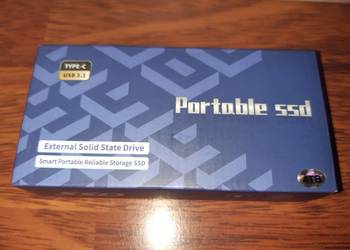 TYPE-C
USB 3.1
Portable ssd
External Solid State Drive
Smart Portable Reliable Storage SSD